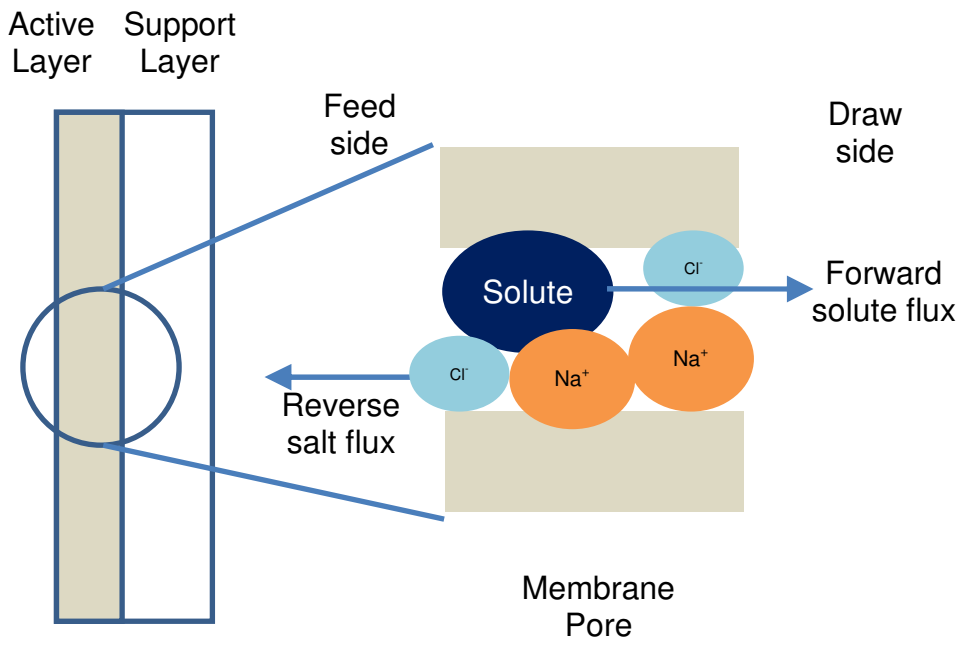 Active
Layer
Support
Layer
Feed
side
Draw
side
Solute
Cl⁻
Forward
solute flux
Cl⁻
Na⁺
Na⁺
Reverse
salt flux
Membrane
Pore